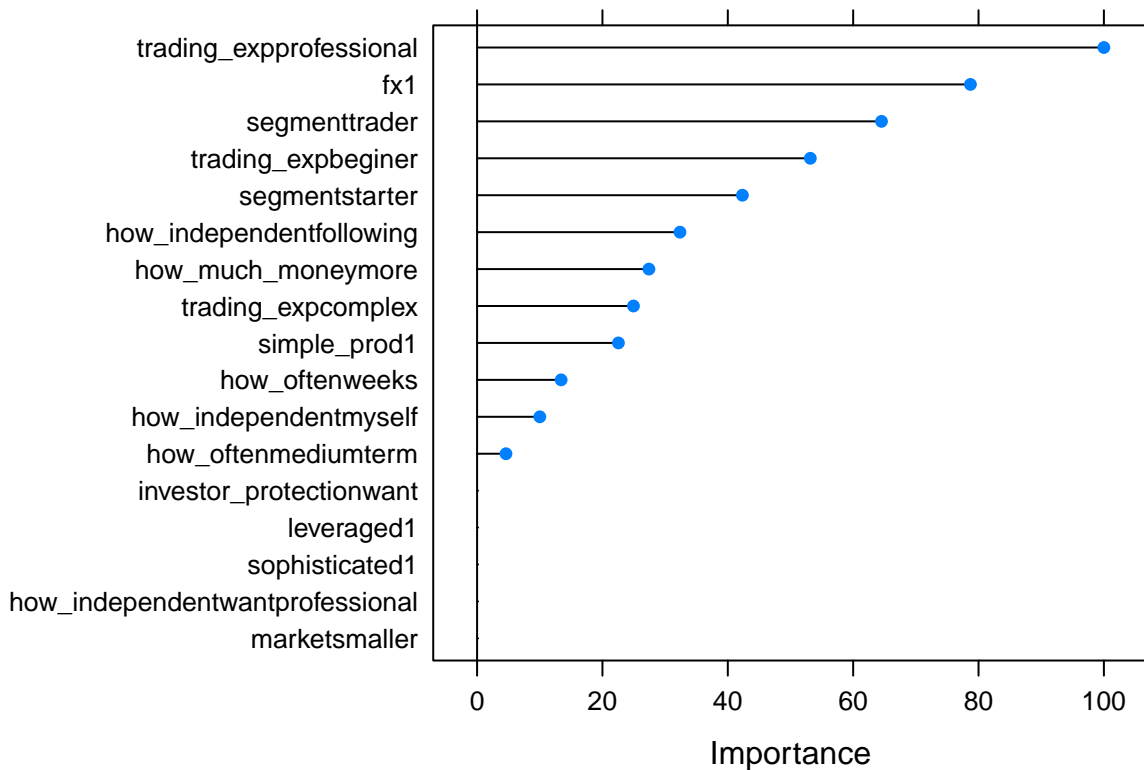 trading_expprofessional
fx1
segmenttrader
trading_expbeginer
segmentstarter
how_independentfollowing
how_much_moneymore
trading_expcomplex
simple_prod1
how_oftenweeks
how_independentmyself
how_oftenmediumterm
investor_protectionwant
leveraged1
sophisticated1
how_independentwantprofessional
marketsmaller
0 20 40 60 80 100
Importance